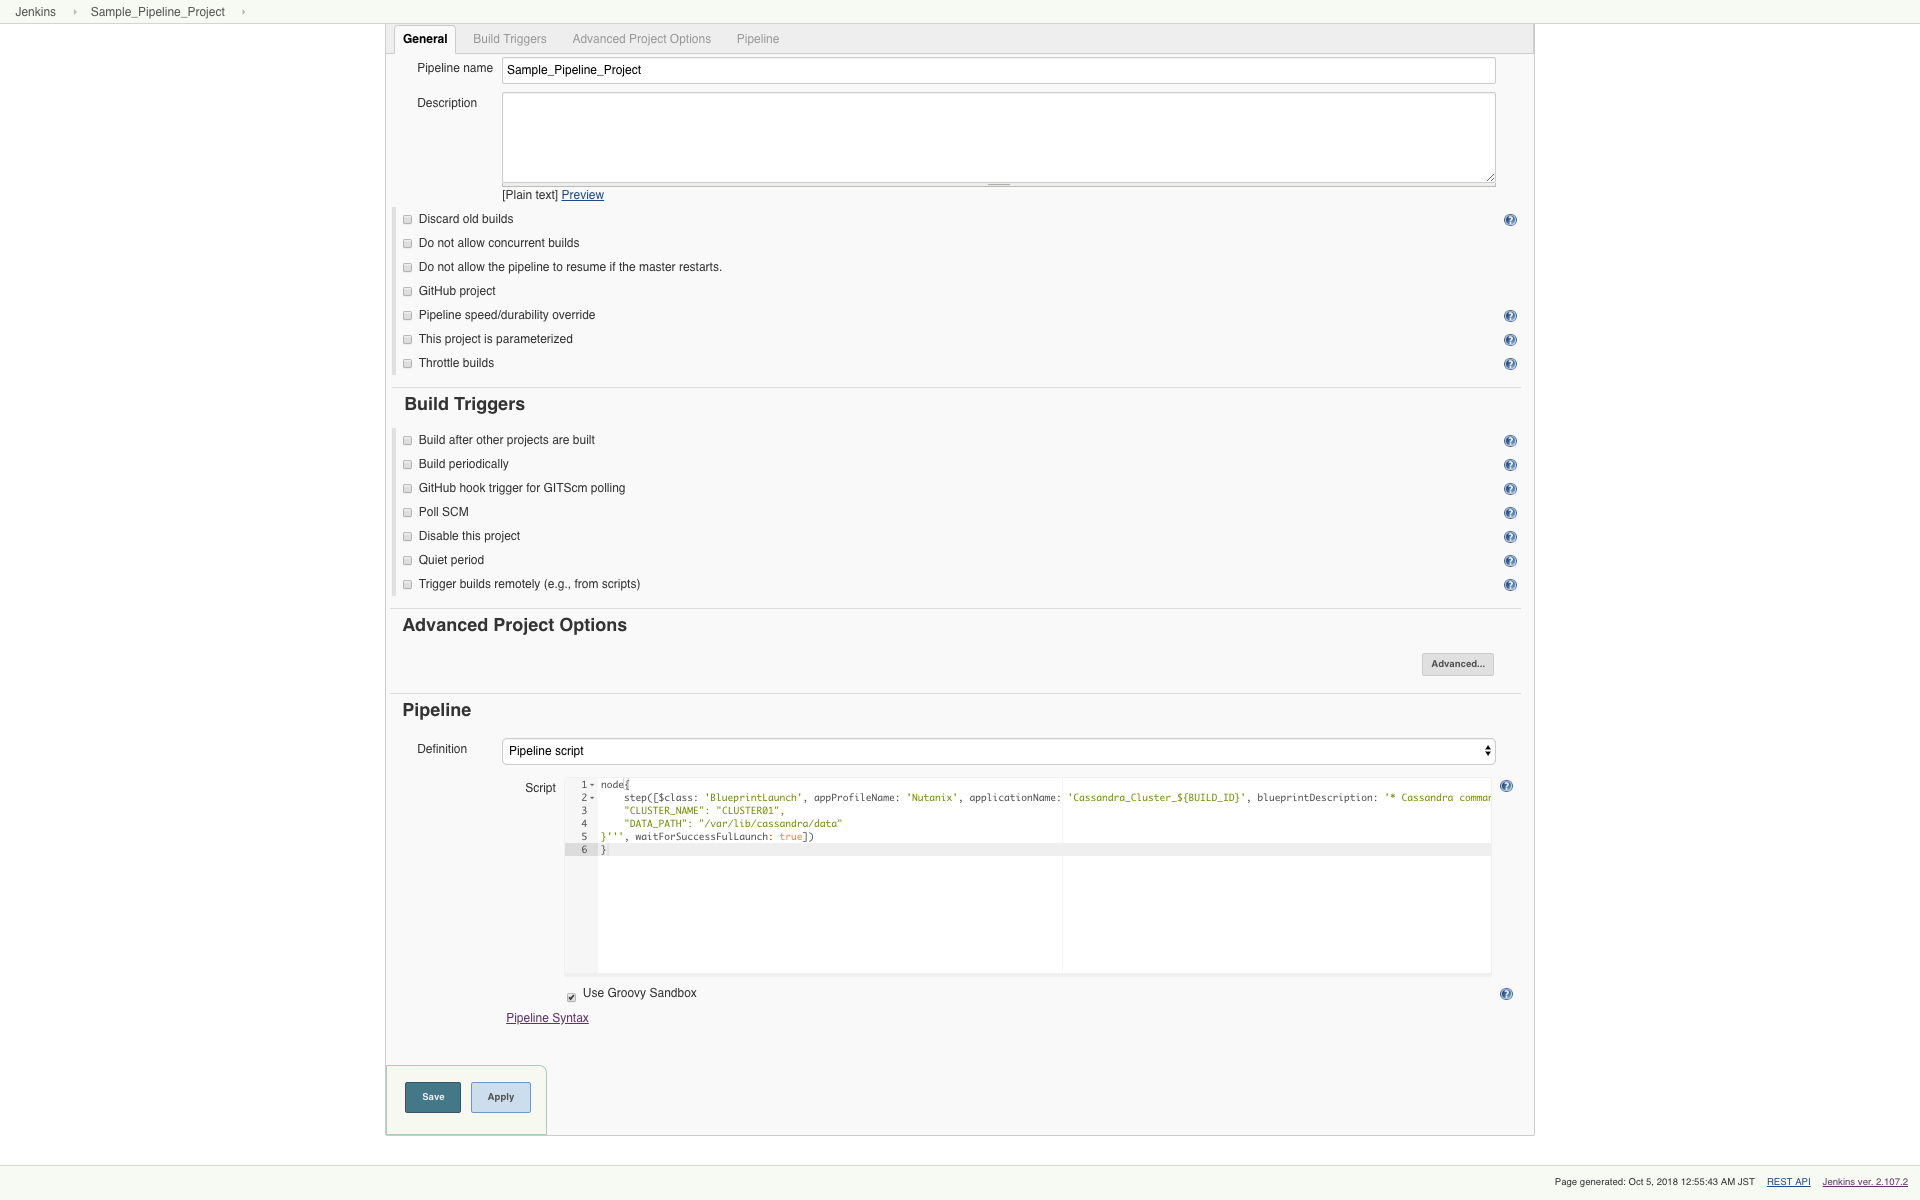 Jenkins Sample_Pipeline_Project
General Build Triggers Advanced Project Options Pipeline
Pipeline name Sample_Pipeline_Project
Description
[Plain text] Preview
Discard old builds
Do not allow concurrent builds
Do not allow the pipeline to resume if the master restarts.
GitHub project
Pipeline speed/durability override
This project is parameterized
Throttle builds
Build Triggers
Build after other projects are built
Build periodically
GitHub hook trigger for GITScm polling
Poll SCM
Disable this project
Quiet period
Trigger builds remotely (e.g., from scripts)
Advanced Project Options
Advanced...
Pipeline
Definition Pipeline script
Script
1 node{
2 step([$class: 'BlueprintLaunch', appProfileName: 'Nutanix', applicationName: 'Cassandra_Cluster_${BUILD_ID}', blueprintDescription: '* Cassandra comman
3 "CLUSTER_NAME": "CLUSTER01",
4 "DATA_PATH": "/var/lib/cassandra/data"
5 }''', waitForSuccessFulLaunch: true])
6 }
Use Groovy Sandbox
Pipeline Syntax
Save Apply
Page generated: Oct 5, 2018 12:55:43 AM JST REST API Jenkins ver. 2.107.2